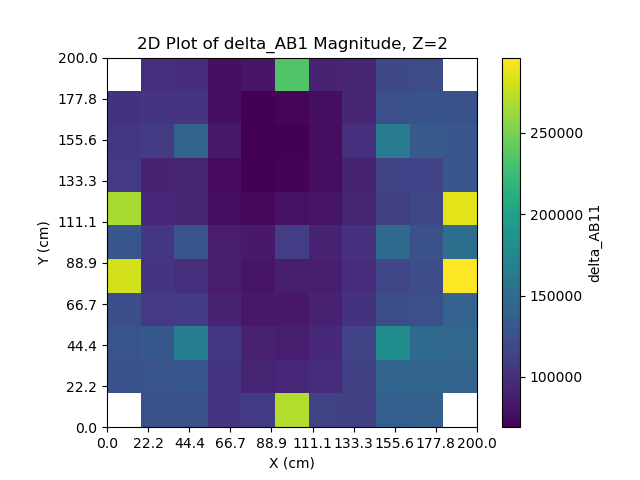 2D Plot of delta_AB1 Magnitude, Z=2
200.0
177.8
155.6
133.3
111.1
88.9
66.7
44.4
22.2
0.0
Y (cm)
0.0 22.2 44.4 66.7 88.9 111.1 133.3 155.6 177.8 200.0
X (cm)
250000
200000
150000
100000
delta_AB11